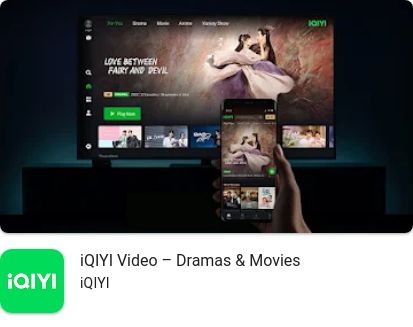 For You Drama Movie Anime Variety Show
iQIYI
LOVE BETWEEN
FAIRY AND DEVIL
Play Now
iQIYI
iQIYI Video – Dramas & Movies
iQIYI